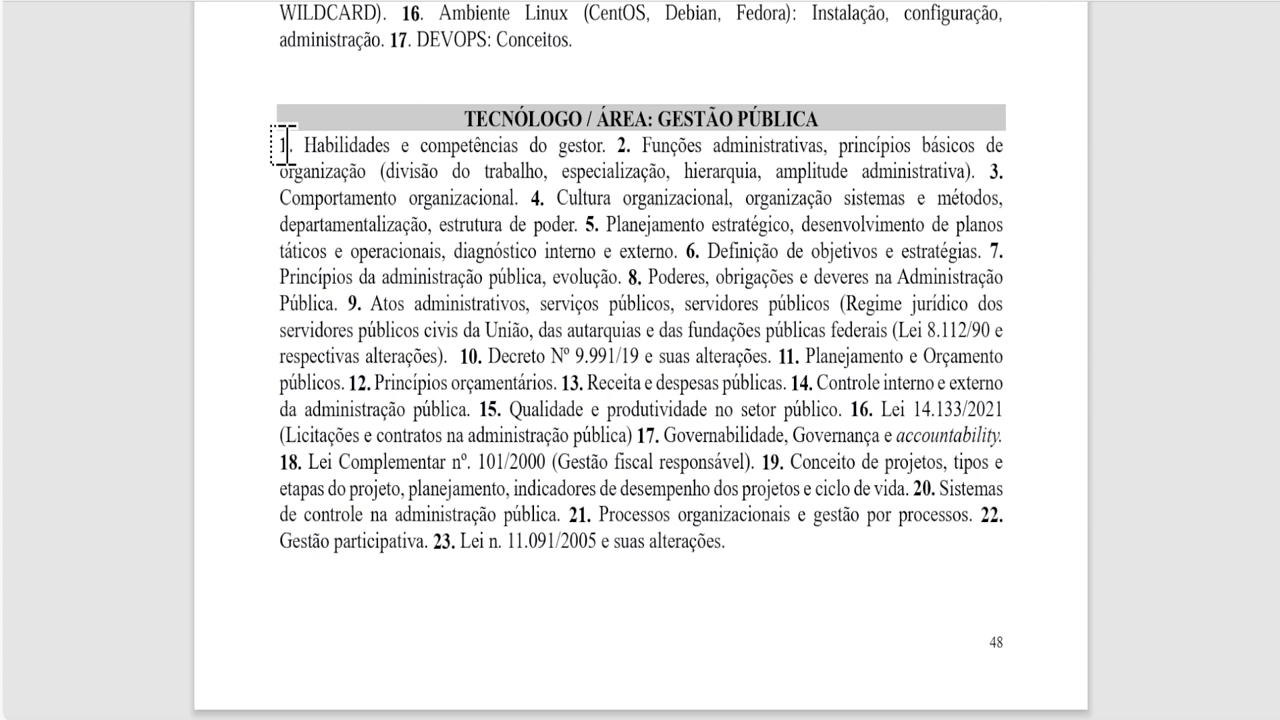 WILDCARD). 16. Ambiente Linux (CentOS, Debian, Fedora): Instalação, configuração,
administração. 17. DEVOPS: Conceitos.
TECNÓLOGO / ÁREA: GESTÃO PÚBLICA
1. Habilidades e competências do gestor. 2. Funções administrativas, princípios básicos de
organização (divisão do trabalho, especialização, hierarquia, amplitude administrativa). 3.
Comportamento organizacional. 4. Cultura organizacional, organização sistemas e métodos,
departamentalização, estrutura de poder. 5. Planejamento estratégico, desenvolvimento de planos
táticos e operacionais, diagnóstico interno e externo. 6. Definição de objetivos e estratégias. 7.
Princípios da administração pública, evolução. 8. Poderes, obrigações e deveres na Administração
Pública. 9. Atos administrativos, serviços públicos, servidores públicos (Regime jurídico dos
servidores públicos civis da União, das autarquias e das fundações públicas federais (Lei 8.112/90 e
respectivas alterações). 10. Decreto Nº 9.991/19 e suas alterações. 11. Planejamento e Orçamento
públicos. 12. Princípios orçamentários. 13. Receita e despesas públicas. 14. Controle interno e externo
da administração pública. 15. Qualidade e produtividade no setor público. 16. Lei 14.133/2021
(Licitações e contratos na administração pública) 17. Governabilidade, Governança e accountability.
18. Lei Complementar nº. 101/2000 (Gestão fiscal responsável). 19. Conceito de projetos, tipos e
etapas do projeto, planejamento, indicadores de desempenho dos projetos e ciclo de vida. 20. Sistemas
de controle na administração pública. 21. Processos organizacionais e gestão por processos. 22.
Gestão participativa. 23. Lei n. 11.091/2005 e suas alterações.
48